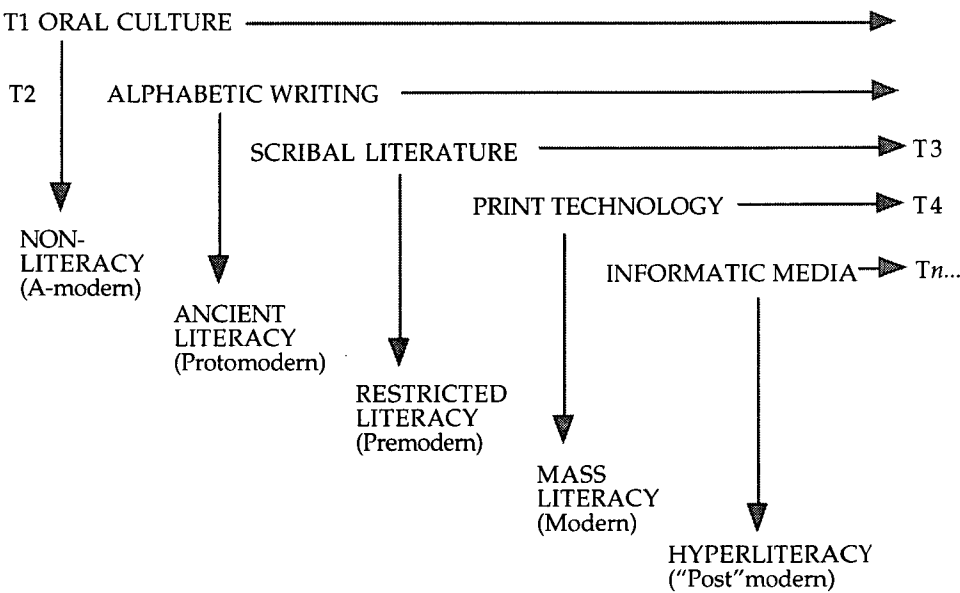 T1 ORAL CULTURE
T2 ALPHABETIC WRITING
SCRIBAL LITERATURE T3
PRINT TECHNOLOGY T4
NON-
LITERACY
(A-modern)
INFORMATIC MEDIA Tn...
ANCIENT
LITERACY
(Protomodern)
RESTRICTED
LITERACY
(Premodern)
MASS
LITERACY
(Modern)
HYPERLITERACY
("Post"modern)